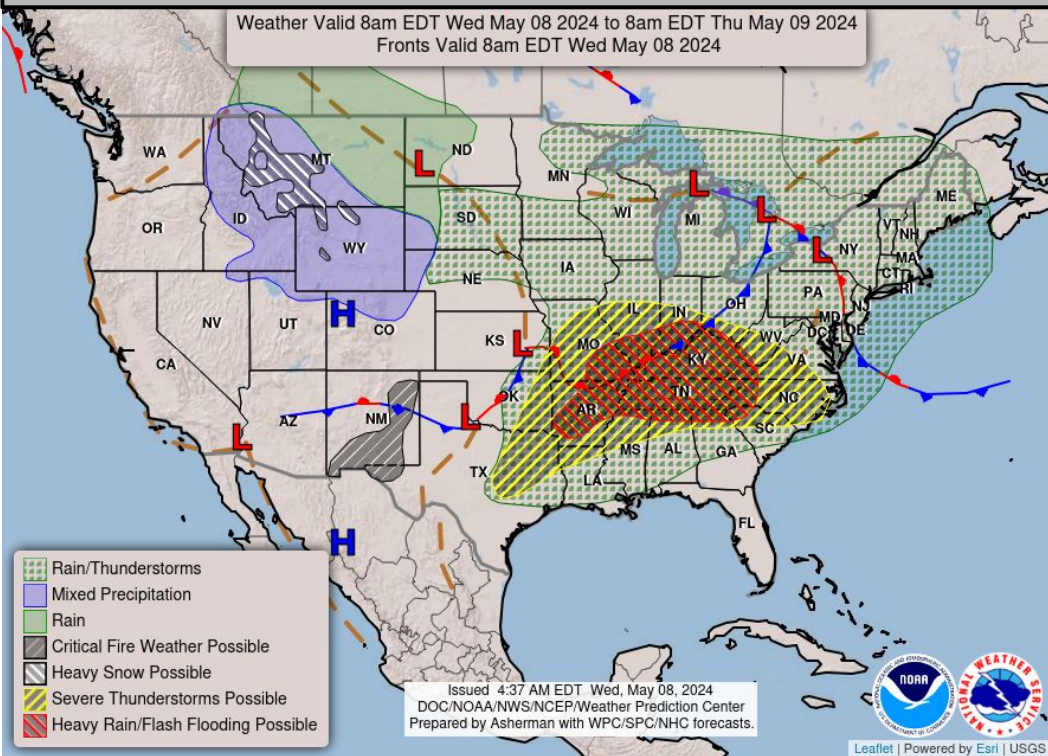 Weather Valid 8am EDT Wed May 08 2024 to 8am EDT Thu May 09 2024
Fronts Valid 8am EDT Wed May 08 2024
WA
MT
ND
MN
ME
OR
ID
WY
SD
WI
MI
NY
VT
NH
MA
CT
RI
NE
IA
PA
NJ
NV
UT
CO
KS
MO
IL
IN
OH
WV
MD
DC
DE
VA
KY
CA
AZ
NM
OK
AR
TN
NC
SC
TX
LA
MS
AL
GA
FL
L
L
L
L
L
L
L
H
H
Rain/Thunderstorms
Mixed Precipitation
Rain
Critical Fire Weather Possible
Heavy Snow Possible
Severe Thunderstorms Possible
Heavy Rain/Flash Flooding Possible
Issued 4:37 AM EDT Wed, May 08, 2024
DOC/NOAA/NWS/NCEP/Weather Prediction Center
Prepared by Asherman with WPC/SPC/NHC forecasts.
NOAA
NATIONAL WEATHER SERVICE
Leaflet | Powered by Esri | USGS